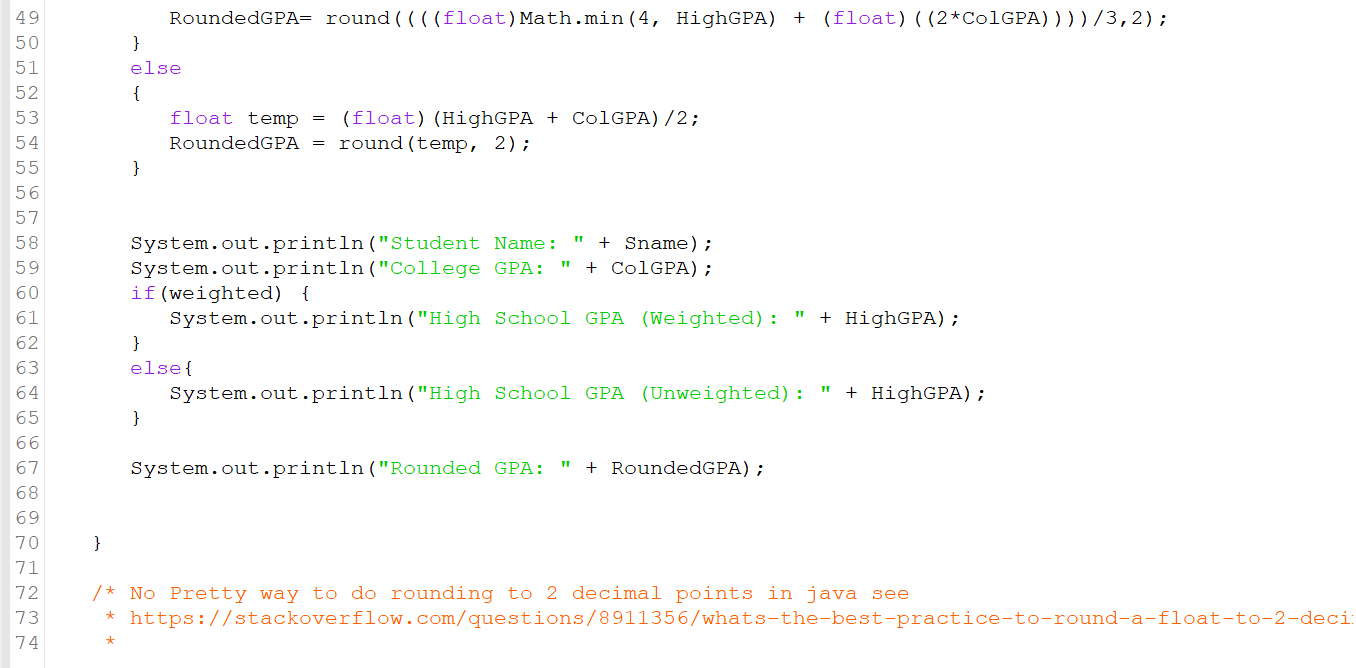 49 RoundedGPA= round((((float)Math.min(4, HighGPA) + (float)((2*ColGPA))))/3,2);
50 }
51 else
52 {
53 float temp = (float)(HighGPA + ColGPA)/2;
54 RoundedGPA = round(temp, 2);
55 }
56
57
58 System.out.println("Student Name: " + Sname);
59 System.out.println("College GPA: " + ColGPA);
60 if(weighted) {
61 System.out.println("High School GPA (Weighted): " + HighGPA);
62 }
63 else{
64 System.out.println("High School GPA (Unweighted): " + HighGPA);
65 }
66
67 System.out.println("Rounded GPA: " + RoundedGPA);
68
69
70 }
71
72 /* No Pretty way to do rounding to 2 decimal points in java see
73 * https://stackoverflow.com/questions/8911356/whats-the-best-practice-to-round-a-float-to-2-deci
74 *